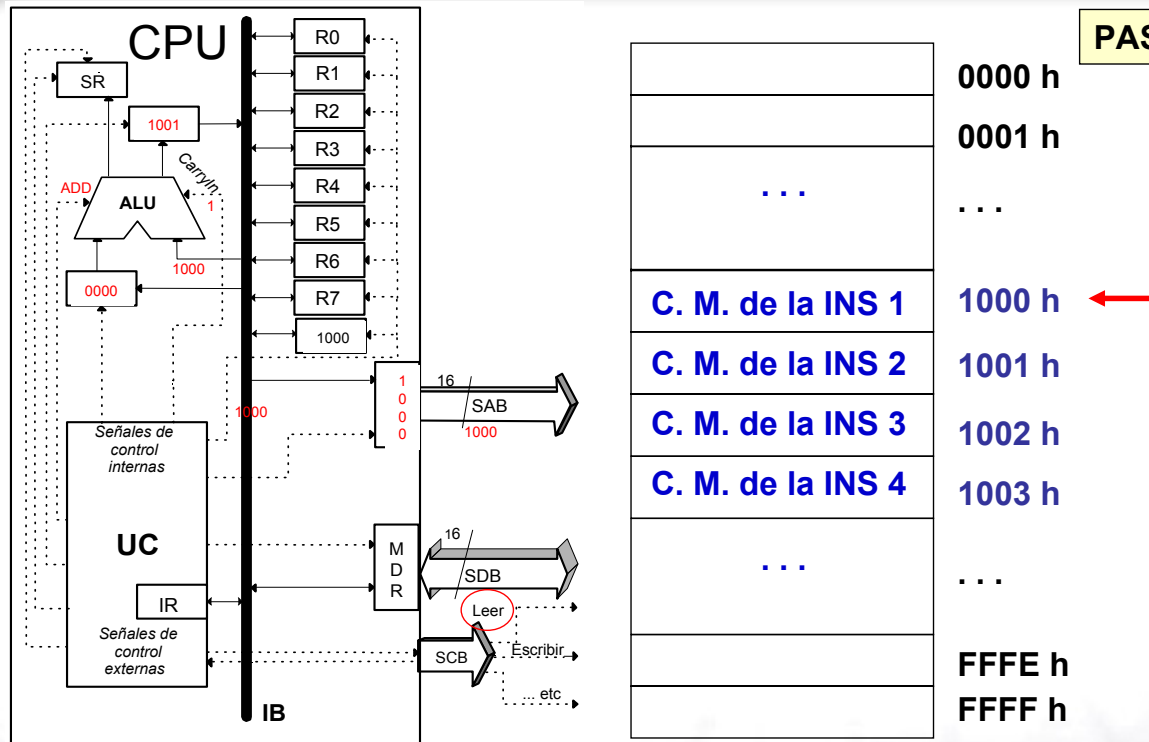 CPU
SR
1001
CarryIn
1
ADD
ALU
1000
0000
R0
R1
R2
R3
R4
R5
R6
R7
1000
1000
1
0
0
0
16
SAB
1000
Señales de
control
internas
UC
IR
Señales de
control
externas
M
D
R
16
SDB
Leer
SCB
Escribir
... etc
IB
PAS
0000 h
0001 h
. . .
. . .
C. M. de la INS 1 1000 h
C. M. de la INS 2 1001 h
C. M. de la INS 3 1002 h
C. M. de la INS 4 1003 h
. . .
. . .
FFFE h
FFFF h